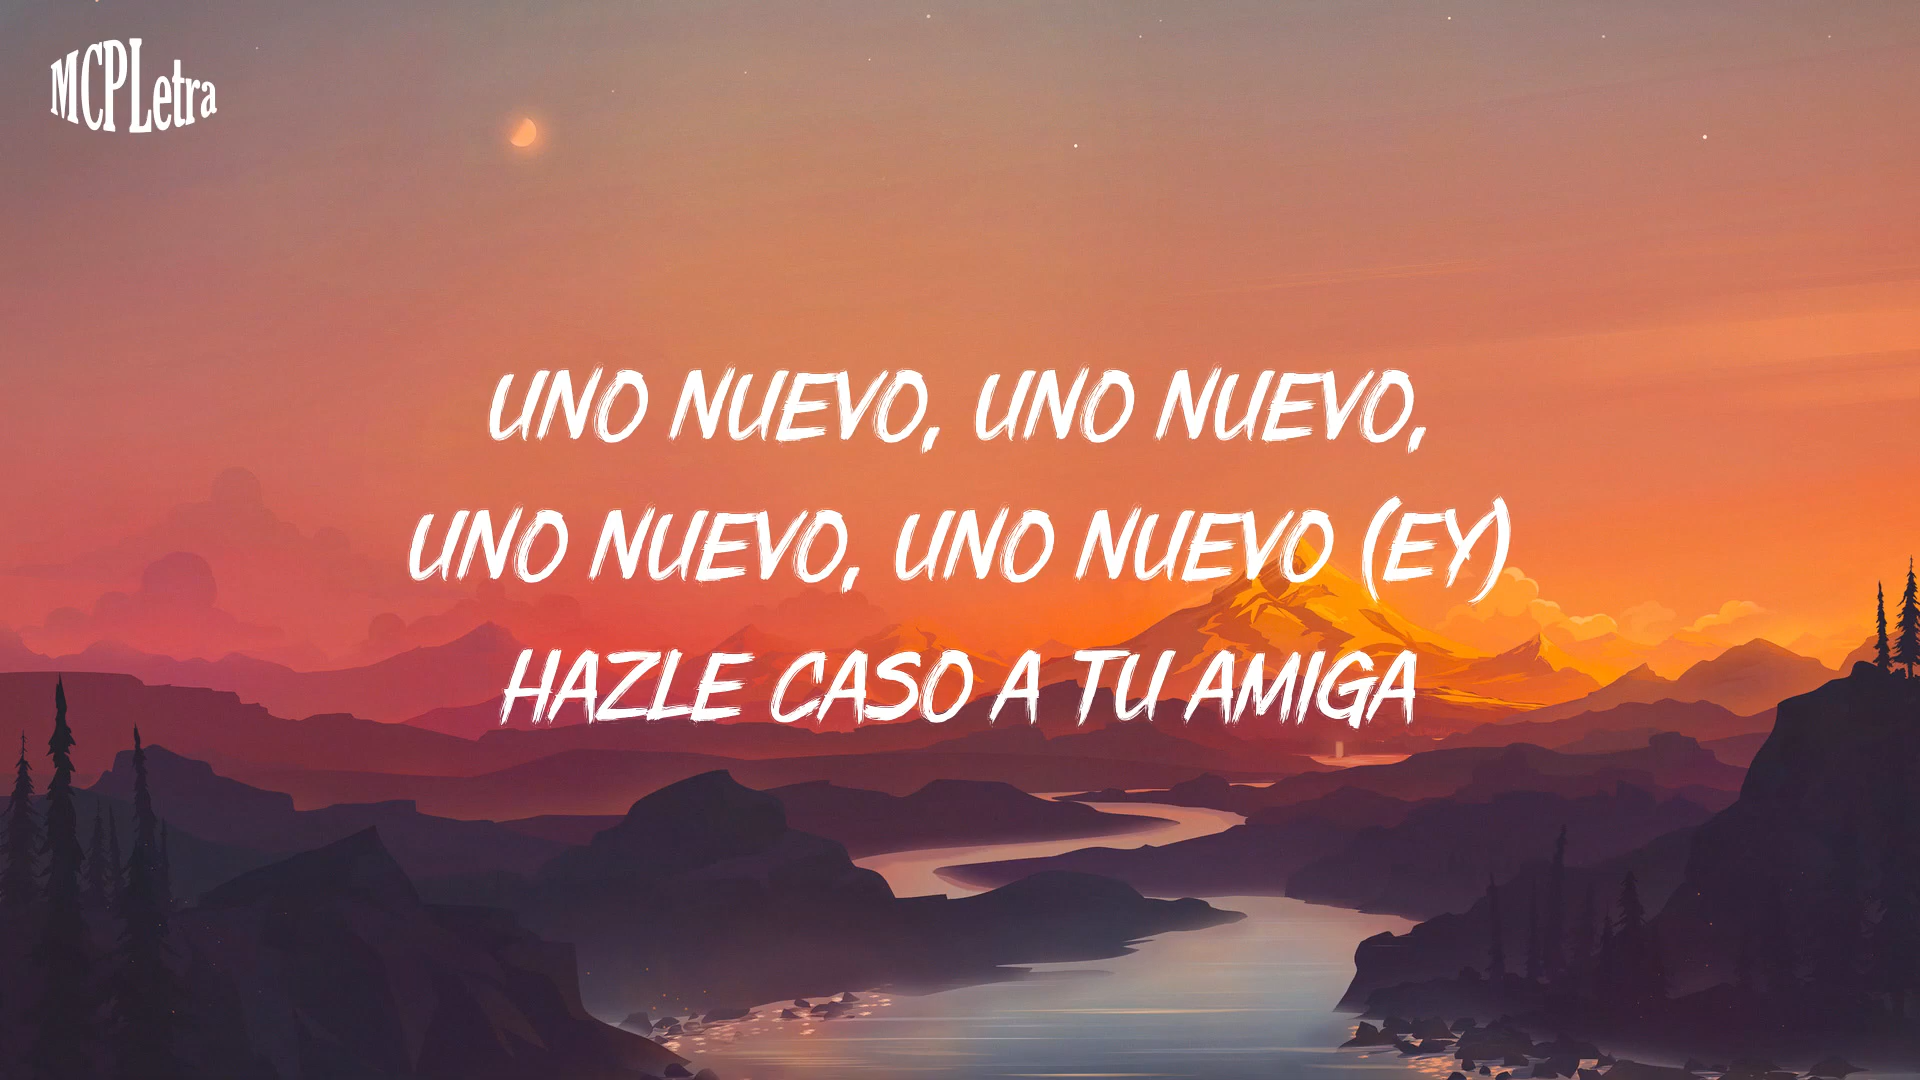 MCPLetra
UNO NUEVO, UNO NUEVO,
UNO NUEVO, UNO NUEVO (EY)
HAZLE CASO A TU AMIGA